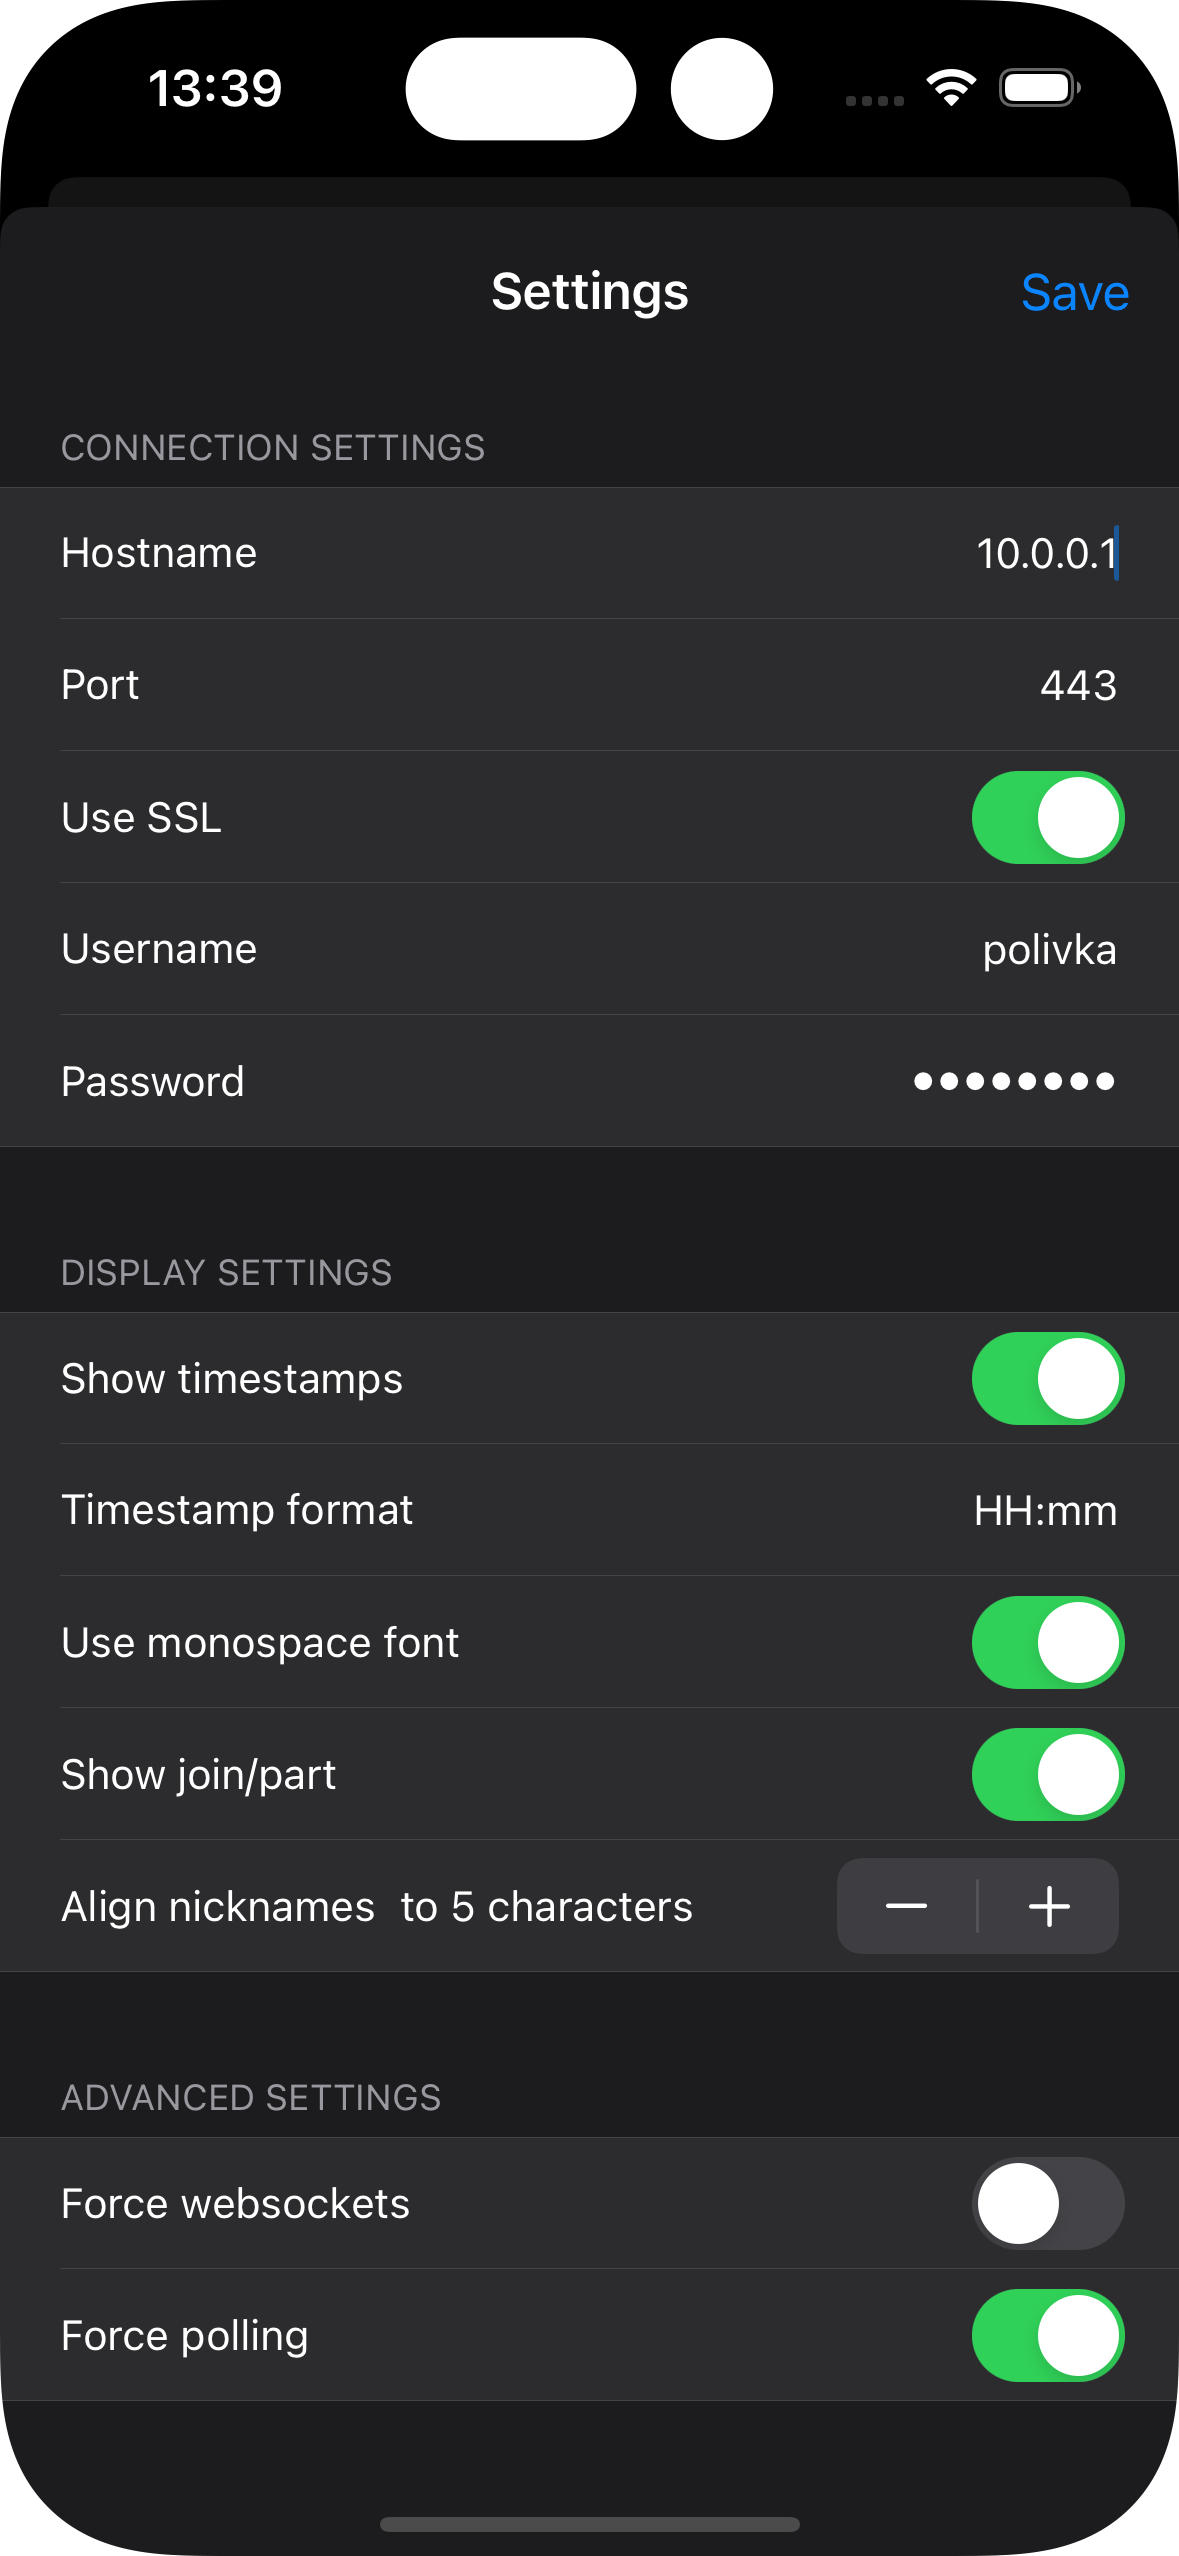 13:39
Settings
Save
CONNECTION SETTINGS
Hostname 10.0.0.1
Port 443
Use SSL
Username polivka
Password ••••••••
DISPLAY SETTINGS
Show timestamps
Timestamp format HH:mm
Use monospace font
Show join/part
Align nicknames  to 5 characters
ADVANCED SETTINGS
Force websockets
Force polling